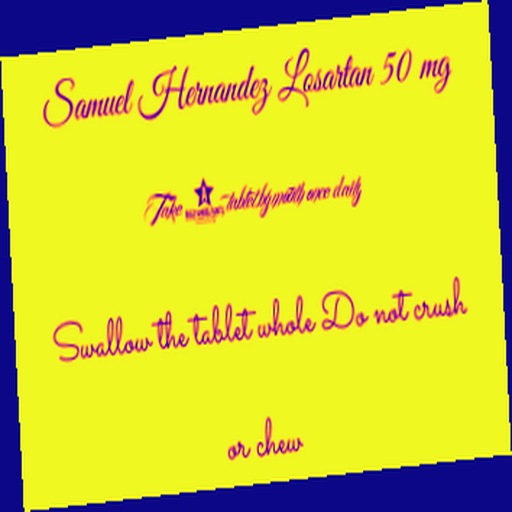 Samuel Hernandez Losartan 50 mg
Take tablet by mouth once daily
Swallow the tablet whole Do not crush
or chew